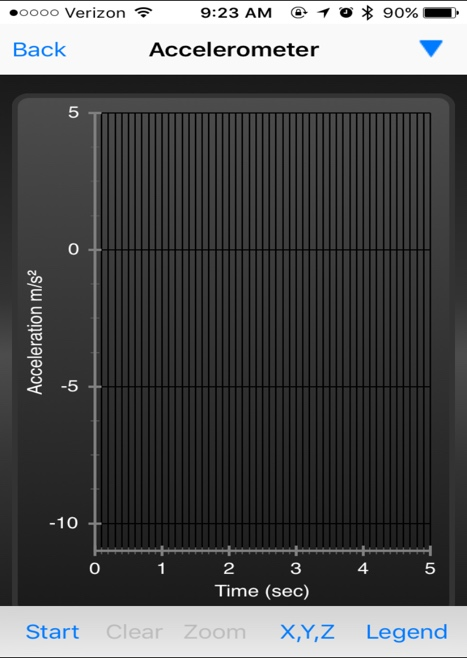 Verizon 9:23 AM 90%
Back Accelerometer
5
0
-5
-10
Acceleration m/s²
0 1 2 3 4 5
Time (sec)
Start Clear Zoom X,Y,Z Legend